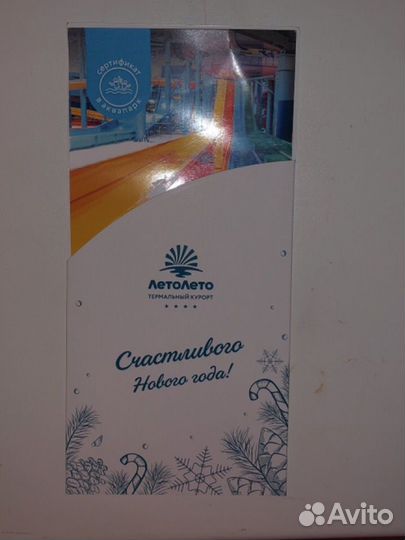 сертификат
в аквапарк
ЛетоЛето
ТЕРМАЛЬНЫЙ КУРОРТ
Счастливого
Нового года!
Avito